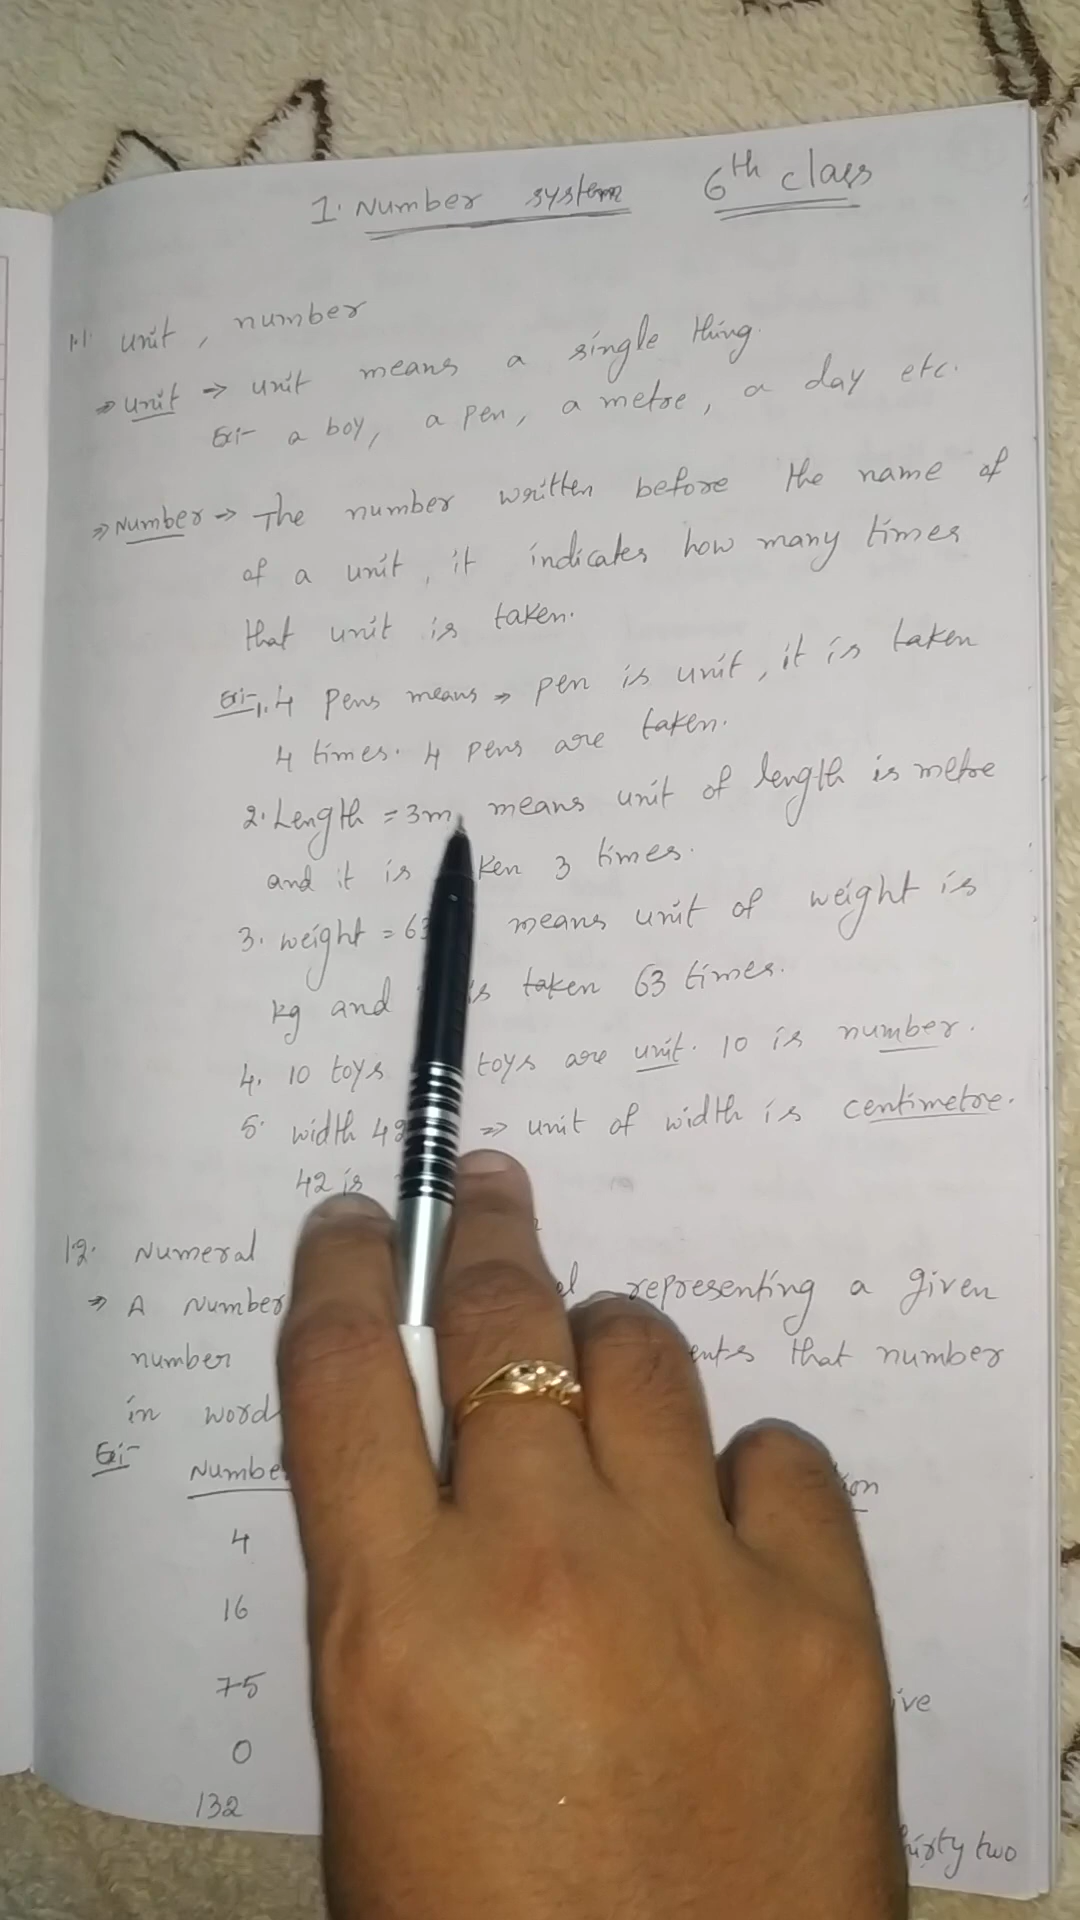 1. Number system 6th class
1.1. unit, number
⇒ unit → unit means a single thing.
Ex:- a boy, a pen, a metre, a day etc.
⇒ Number → The number written before the name of
of a unit, it indicates how many times
that unit is taken.
Ex:- 1. 4 pens means → pen is unit, it is taken
4 times. 4 pens are taken.
2. Length = 3m means unit of length is metre
and it is ken 3 times.
3. weight = 63 means unit of weight is
kg and is taken 63 times.
4. 10 toys toys are unit. 10 is number.
5. width 42 ⇒ unit of width is centimetre.
42 is
1.2. Numeral
⇒ A Number representing a given
number that number
in word
Ex:-
Numbe
4
16
75 ive
0
132 hirty two